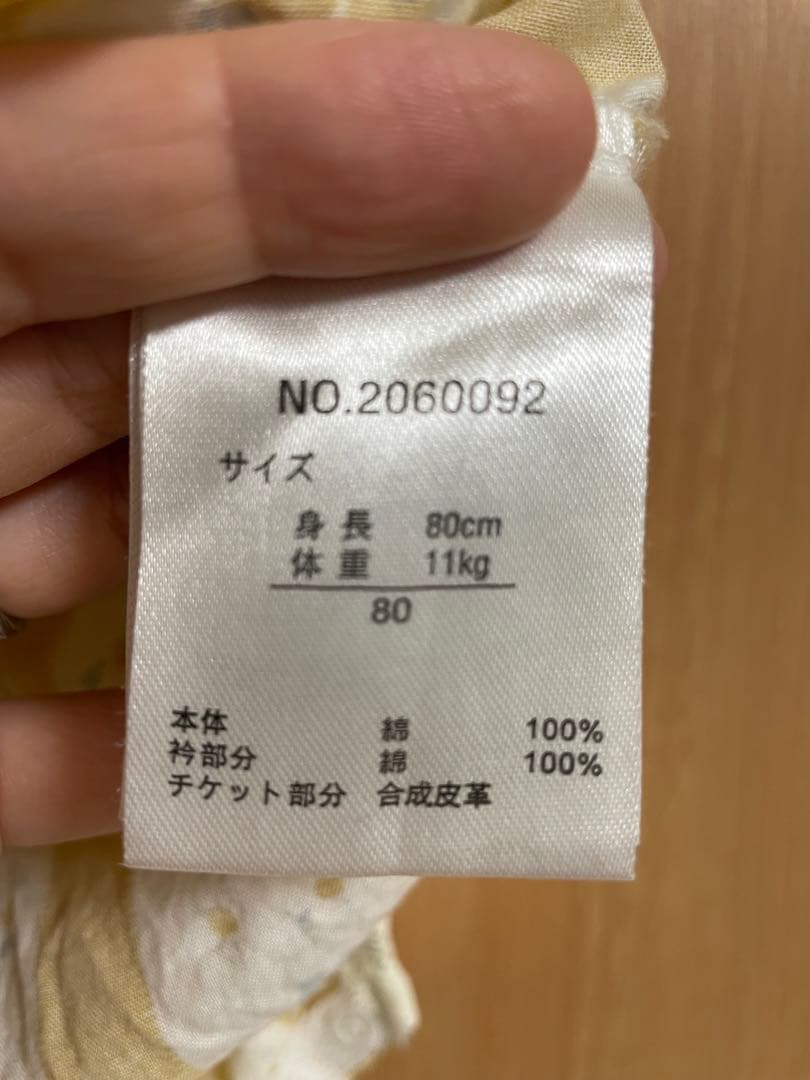 NO.2060092
サイズ
身長 80cm
体重 11kg
80
本体 綿 100%
衿部分 綿 100%
チケット部分 合成皮革